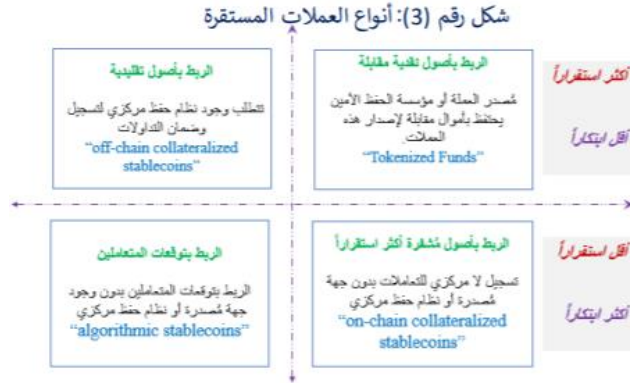 شكل رقم (3): أنواع العملات المستقرة
أكثر استقراراً
أقل ابتكاراً
الربط بأصول نقدية مقابلة
مُصدر العملة أو مؤسسة الحفظ الأمين
يحتفظ بأموال مقابلة لإصدار هذه
العملات.
“Tokenized Funds”
الربط بأصول تقليدية
تتطلب وجود نظام حفظ مركزي لتسجيل
وضمان التداولات
“off-chain collateralized
stablecoins”
أقل استقراراً
أكثر ابتكاراً
الربط بأصول مُشفرة أكثر استقراراً
تسجيل لا مركزي للتعاملات بدون جهة
مُصدرة أو نظام حفظ مركزي
“on-chain collateralized
stablecoins”
الربط بتوقعات المتعاملين
الربط بتوقعات المتعاملين بدون وجود
جهة مُصدرة أو نظام حفظ مركزي
“algorithmic stablecoins”